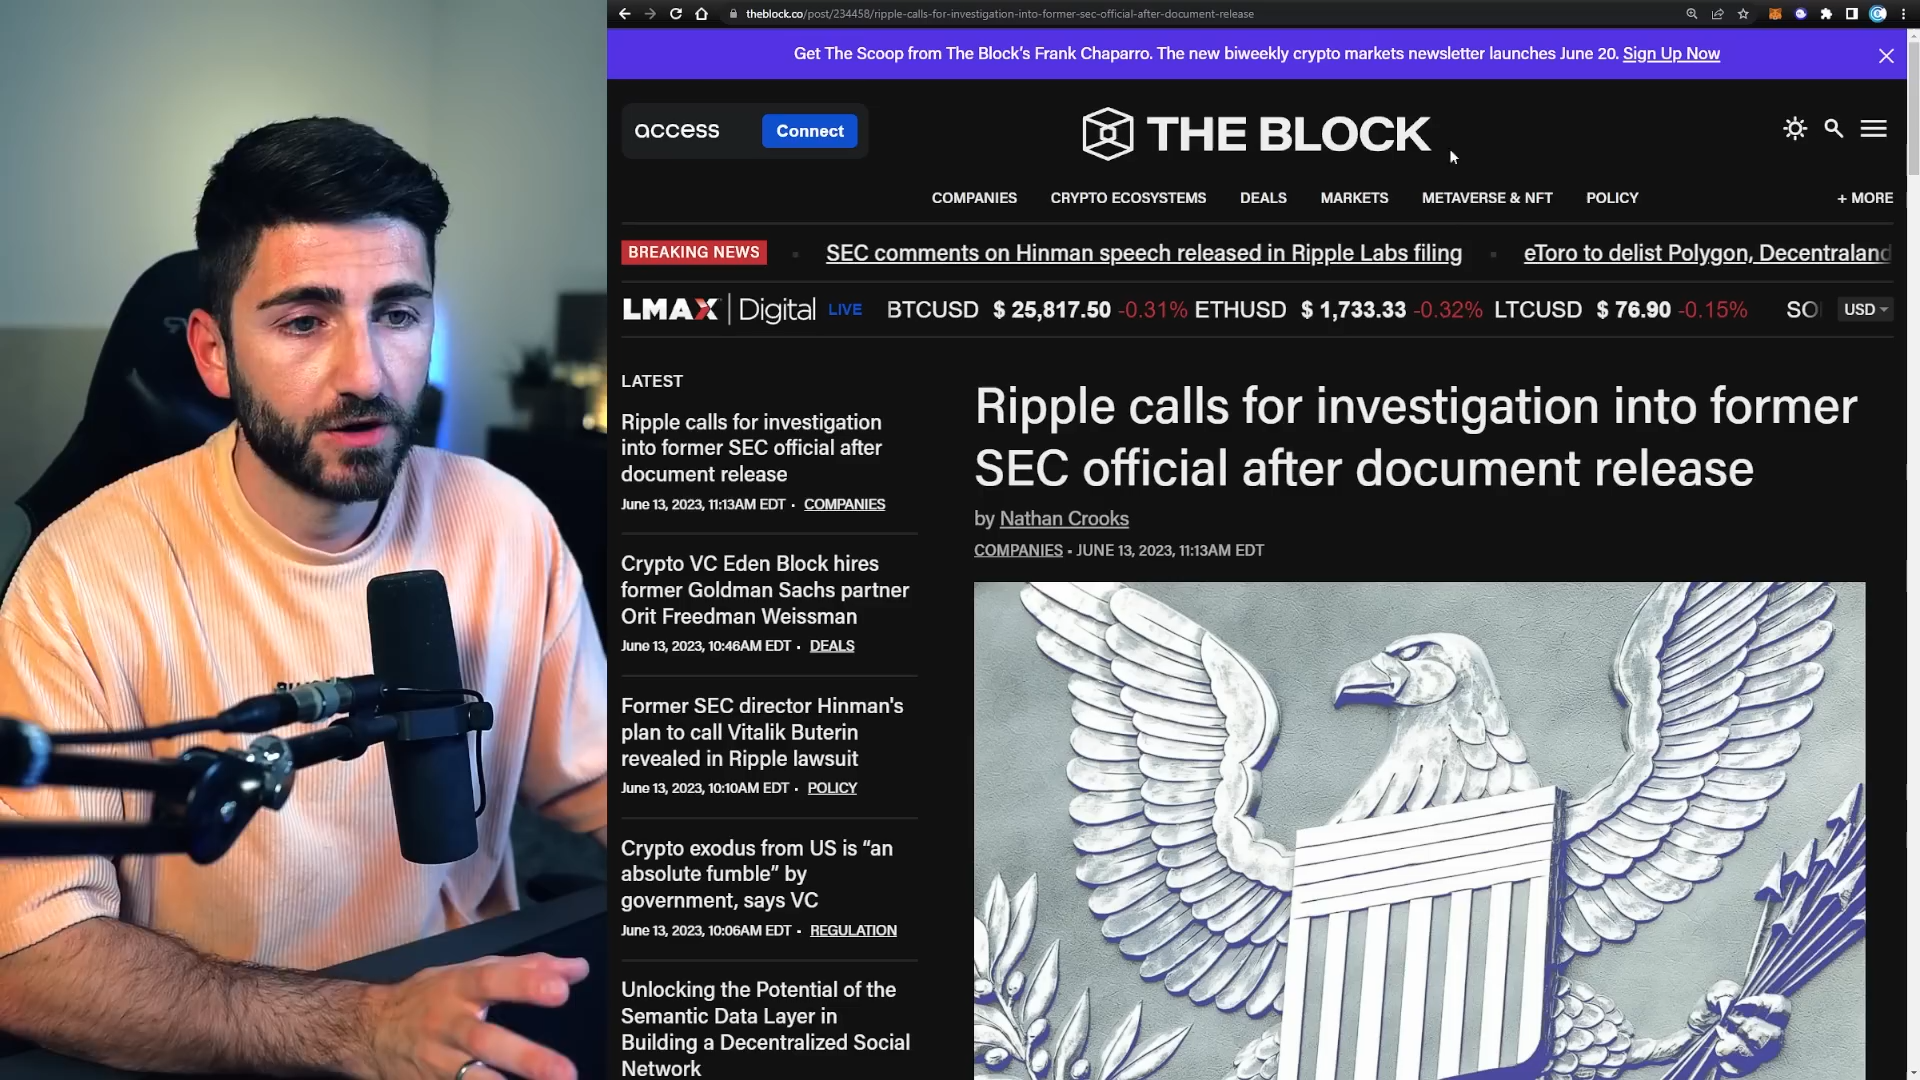 theblock.co/post/234458/ripple-calls-for-investigation-into-former-sec-official-after-document-release
Get The Scoop from The Block's Frank Chaparro. The new biweekly crypto markets newsletter launches June 20. Sign Up Now
access
Connect
THE BLOCK
COMPANIES CRYPTO ECOSYSTEMS DEALS MARKETS METAVERSE & NFT POLICY + MORE
BREAKING NEWS
SEC comments on Hinman speech released in Ripple Labs filing
eToro to delist Polygon, Decentraland
LMAX Digital LIVE BTCUSD $ 25,817.50 -0.31% ETHUSD $ 1,733.33 -0.32% LTCUSD $ 76.90 -0.15% SO USD
LATEST
Ripple calls for investigation
into former SEC official after
document release
June 13, 2023, 11:13AM EDT • COMPANIES
Crypto VC Eden Block hires
former Goldman Sachs partner
Orit Freedman Weissman
June 13, 2023, 10:46AM EDT • DEALS
Former SEC director Hinman's
plan to call Vitalik Buterin
revealed in Ripple lawsuit
June 13, 2023, 10:10AM EDT • POLICY
Crypto exodus from US is “an
absolute fumble” by
government, says VC
June 13, 2023, 10:06AM EDT • REGULATION
Unlocking the Potential of the
Semantic Data Layer in
Building a Decentralized Social
Network
Ripple calls for investigation into former
SEC official after document release
by Nathan Crooks
COMPANIES • JUNE 13, 2023, 11:13AM EDT